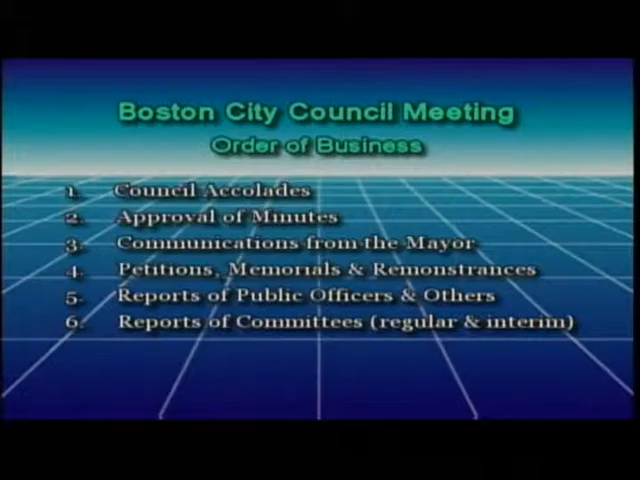 Boston City Council Meeting
Order of Business
1. Council Accolades
2. Approval of Minutes
3. Communications from the Mayor
4. Petitions, Memorials & Remonstrances
5. Reports of Public Officers & Others
6. Reports of Committees (regular & interim)